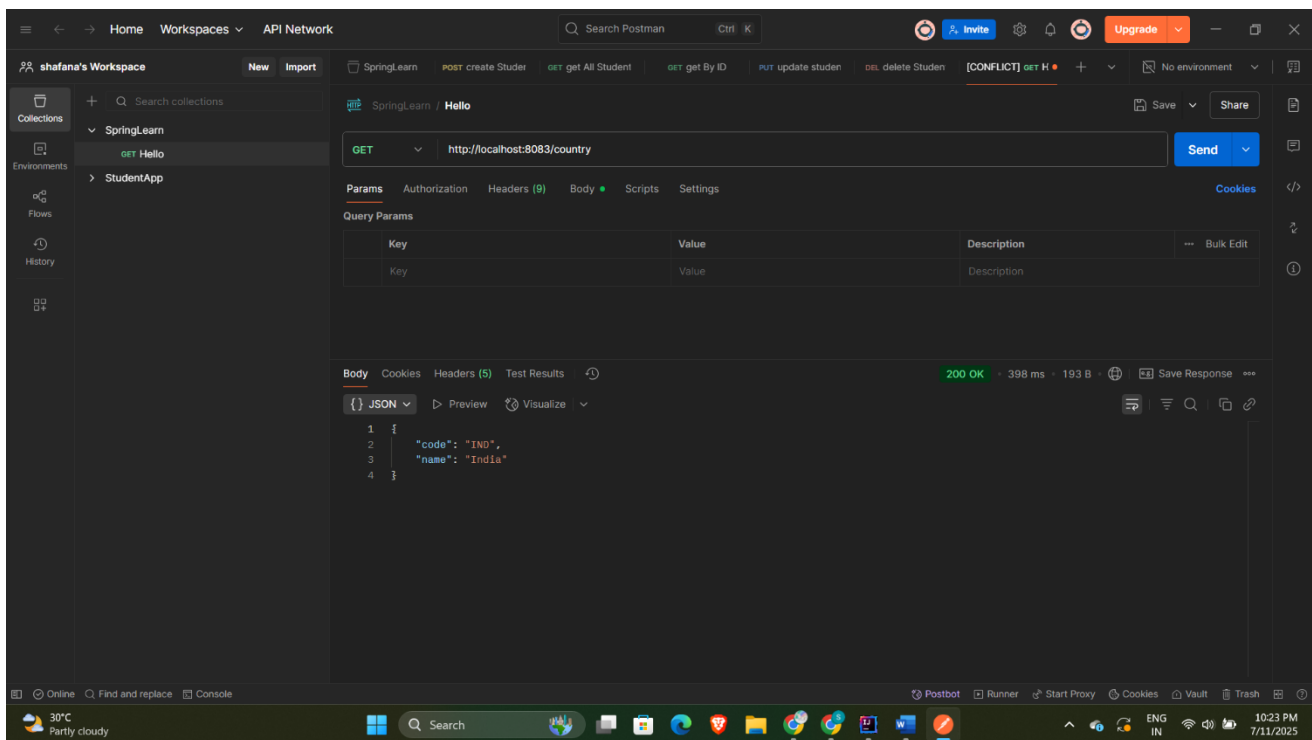 Home Workspaces API Network Search Postman Ctrl K Invite Upgrade
shafana's Workspace New Import SpringLearn POST create Studer GET get All Student GET get By ID PUT update studen DEL delete Studen [CONFLICT] GET H No environment
Collections
Environments
Flows
History
Search collections
SpringLearn
GET Hello
StudentApp
HTTP SpringLearn / Hello Save Share
GET http://localhost:8083/country Send
Params Authorization Headers (9) Body Scripts Settings Cookies
Query Params
Key Value Description Bulk Edit
Key Value Description
Body Cookies Headers (5) Test Results 200 OK 398 ms 193 B Save Response
{} JSON Preview Visualize
1 {
2 "code": "IND",
3 "name": "India"
4 }
Online Find and replace Console Postbot Runner Start Proxy Cookies Vault Trash
30°C
Partly cloudy
Search
ENG
IN
10:23 PM
7/11/2025